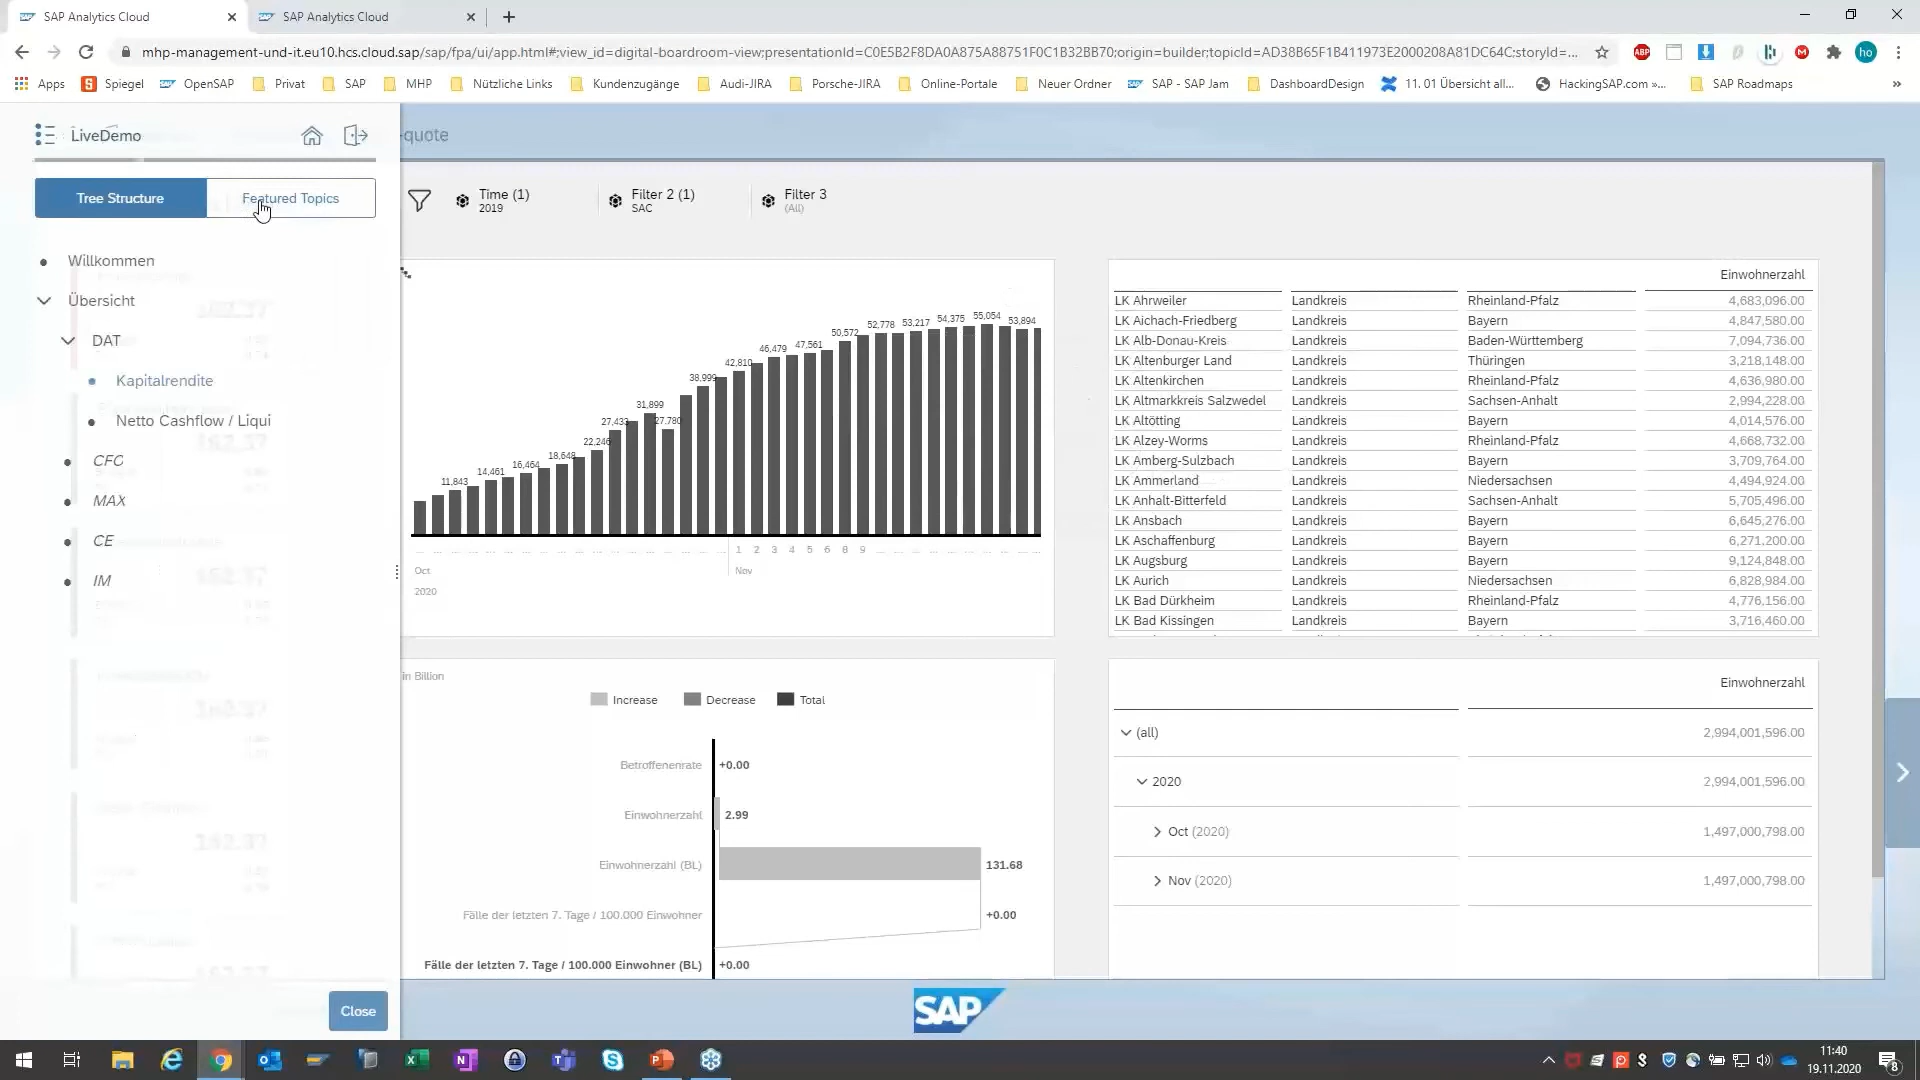 SAP Analytics Cloud
SAP Analytics Cloud
mhp-management-und-it.eu10.hcs.cloud.sap/sap/fpa/ui/app.html#;view_id=digital-boardroom-view;presentationId=C0E5B2F8DA0A875A88751F0C1B32BB70;origin=builder;topicId=AD38B65F1B411973E2000208A81DC64C;storyId=...
ABP
M
ho
Apps
Spiegel
OpenSAP
Privat
SAP
MHP
Nützliche Links
Kundenzugänge
Audi-JIRA
Porsche-JIRA
Online-Portale
Neuer Ordner
SAP - SAP Jam
DashboardDesign
11. 01 Übersicht all...
HackingSAP.com »...
SAP Roadmaps
»
LiveDemo
-quote
Tree Structure
Featured Topics
Willkommen
Übersicht
DAT
Kapitalrendite
Netto Cashflow / Liqui
CFO
MAX
CE
IM
Close
Time (1)
2019
Filter 2 (1)
SAC
Filter 3
(All)
11,843
14,461
16,464
18,648
22,246
27,433
31,899
27,780
38,999
42,810
46,479
47,561
50,572
52,778
53,217
54,375
55,054
53,894
1 2 3 4 5 6 8 9
Oct
Nov
2020
Einwohnerzahl
LK Ahrweiler Landkreis Rheinland-Pfalz 4,683,096.00
LK Aichach-Friedberg Landkreis Bayern 4,847,580.00
LK Alb-Donau-Kreis Landkreis Baden-Württemberg 7,094,736.00
LK Altenburger Land Landkreis Thüringen 3,218,148.00
LK Altenkirchen Landkreis Rheinland-Pfalz 4,636,980.00
LK Altmarkkreis Salzwedel Landkreis Sachsen-Anhalt 2,994,228.00
LK Altötting Landkreis Bayern 4,014,576.00
LK Alzey-Worms Landkreis Rheinland-Pfalz 4,668,732.00
LK Amberg-Sulzbach Landkreis Bayern 3,709,764.00
LK Ammerland Landkreis Niedersachsen 4,494,924.00
LK Anhalt-Bitterfeld Landkreis Sachsen-Anhalt 5,705,496.00
LK Ansbach Landkreis Bayern 6,645,276.00
LK Aschaffenburg Landkreis Bayern 6,271,200.00
LK Augsburg Landkreis Bayern 9,124,848.00
LK Aurich Landkreis Niedersachsen 6,828,984.00
LK Bad Dürkheim Landkreis Rheinland-Pfalz 4,776,156.00
LK Bad Kissingen Landkreis Bayern 3,716,460.00
in Billion
Increase
Decrease
Total
Betroffenenrate +0.00
Einwohnerzahl 2.99
Einwohnerzahl (BL) 131.68
Fälle der letzten 7. Tage / 100.000 Einwohner +0.00
Fälle der letzten 7. Tage / 100.000 Einwohner (BL) +0.00
Einwohnerzahl
(all) 2,994,001,596.00
2020 2,994,001,596.00
Oct (2020) 1,497,000,798.00
Nov (2020) 1,497,000,798.00
SAP
11:40
19.11.2020
8